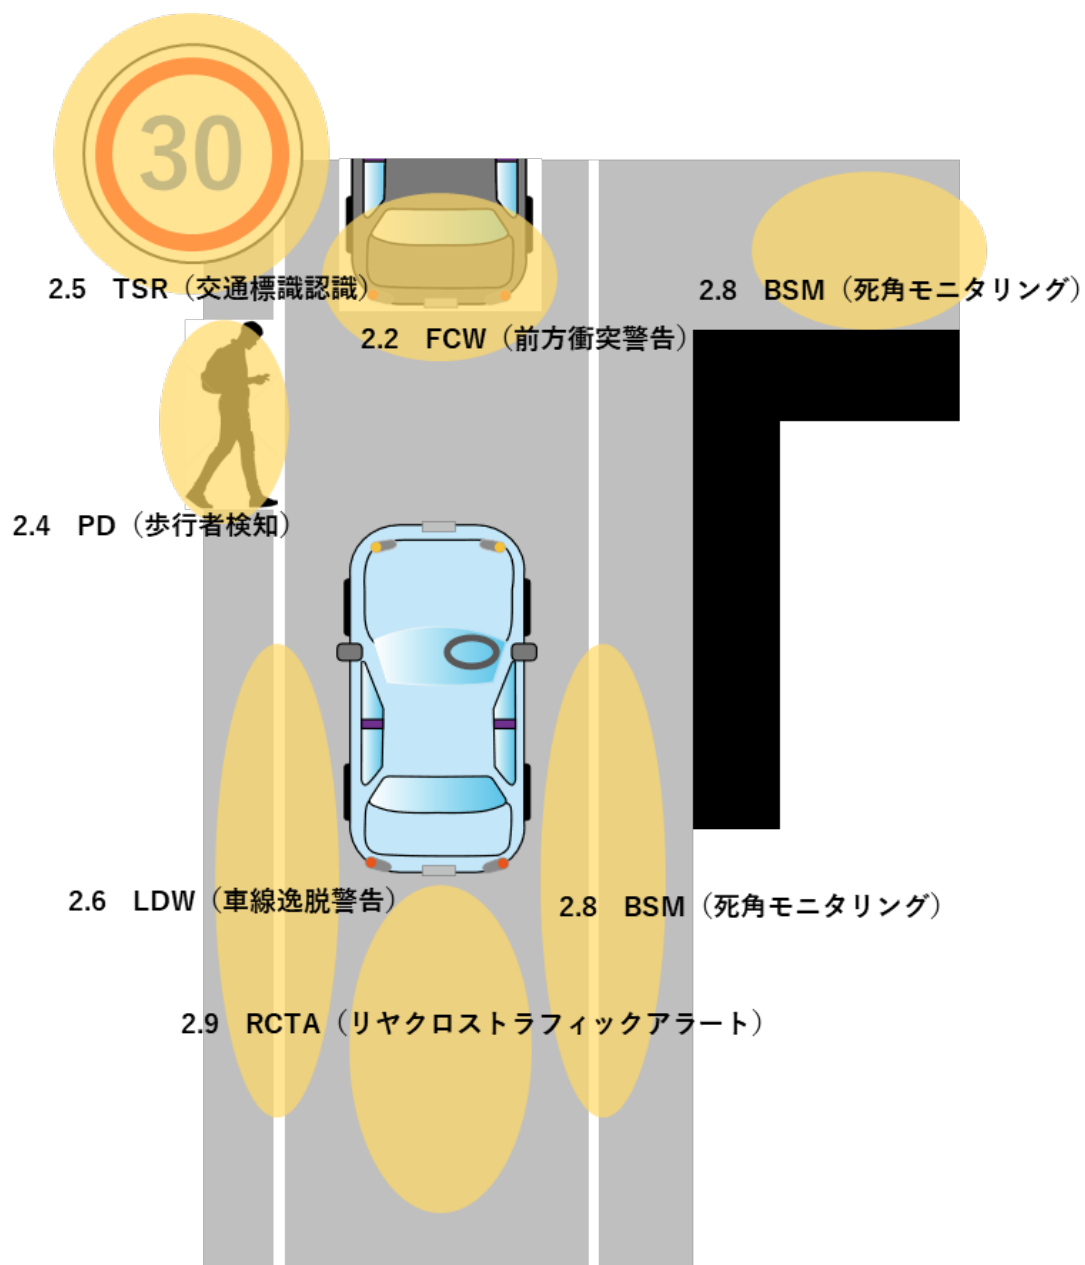 30
2.5 TSR（交通標識認識）
2.8 BSM（死角モニタリング）
2.2 FCW（前方衝突警告）
2.4 PD（歩行者検知）
2.6 LDW（車線逸脱警告）
2.8 BSM（死角モニタリング）
2.9 RCTA（リヤクロストラフィックアラート）